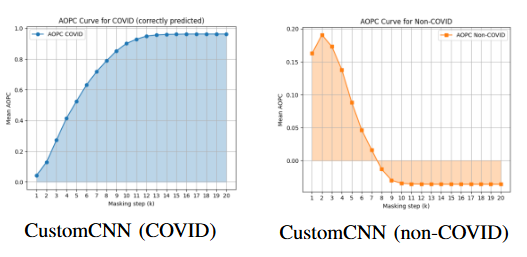 AOPC Curve for COVID (correctly predicted)
AOPC COVID
Mean AOPC
1.0
0.8
0.6
0.4
0.2
0.0
1 2 3 4 5 6 7 8 9 10 11 12 13 14 15 16 17 18 19 20
Masking step (k)
CustomCNN (COVID)
AOPC Curve for Non-COVID
AOPC Non-COVID
Mean AOPC
0.20
0.15
0.10
0.05
0.00
1 2 3 4 5 6 7 8 9 10 11 12 13 14 15 16 17 18 19 20
Masking step (k)
CustomCNN (non-COVID)